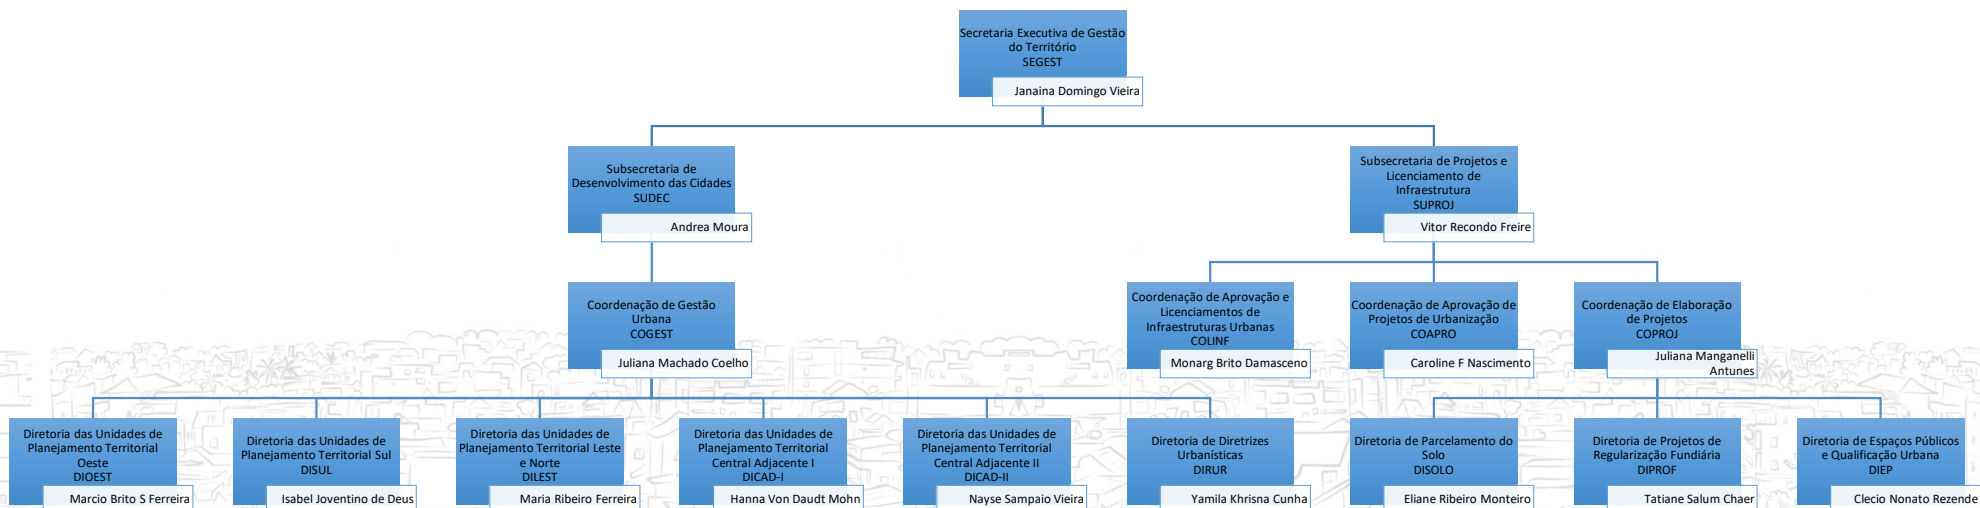 Secretaria Executiva de Gestão
do Território
SEGEST
Janaina Domingo Vieira
Subsecretaria de
Desenvolvimento das Cidades
SUDEC
Andrea Moura
Subsecretaria de Projetos e
Licenciamento de
Infraestrutura
SUPROJ
Vitor Recondo Freire
Coordenação de Gestão
Urbana
COGEST
Juliana Machado Coelho
Coordenação de Aprovação e
Licenciamentos de
Infraestruturas Urbanas
COLINF
Monarg Brito Damasceno
Coordenação de Aprovação de
Projetos de Urbanização
COAPRO
Caroline F Nascimento
Coordenação de Elaboração
de Projetos
COPROJ
Juliana Manganelli
Antunes
Diretoria das Unidades de
Planejamento Territorial
Oeste
DIOEST
Marcio Brito S Ferreira
Diretoria das Unidades de
Planejamento Territorial Sul
DISUL
Isabel Joventino de Deus
Diretoria das Unidades de
Planejamento Territorial Leste
e Norte
DILEST
Maria Ribeiro Ferreira
Diretoria das Unidades de
Planejamento Territorial
Central Adjacente I
DICAD-I
Hanna Von Daudt Mohn
Diretoria das Unidades de
Planejamento Territorial
Central Adjacente II
DICAD-II
Nayse Sampaio Vieira
Diretoria de Diretrizes
Urbanísticas
DIRUR
Yamila Khrisna Cunha
Diretoria de Parcelamento do
Solo
DISOLO
Eliane Ribeiro Monteiro
Diretoria de Projetos de
Regularização Fundiária
DIPROF
Tatiane Salum Chaer
Diretoria de Espaços Públicos
e Qualificação Urbana
DIEP
Clecio Nonato Rezende